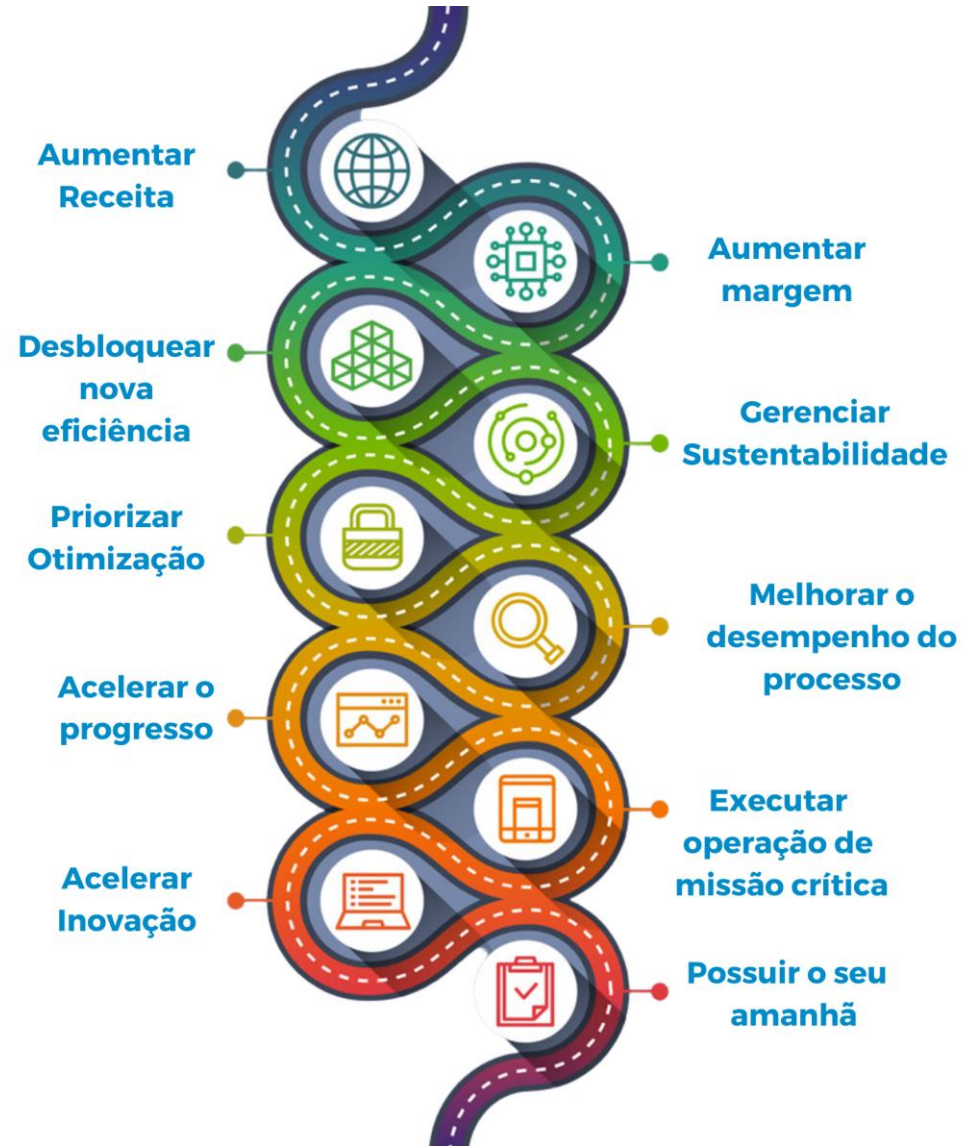 Aumentar
Receita
Aumentar
margem
Desbloquear
nova
eficiência
Gerenciar
Sustentabilidade
Priorizar
Otimização
Melhorar o
desempenho do
processo
Acelerar o
progresso
Executar
operação de
missão crítica
Acelerar
Inovação
Possuir o seu
amanhã